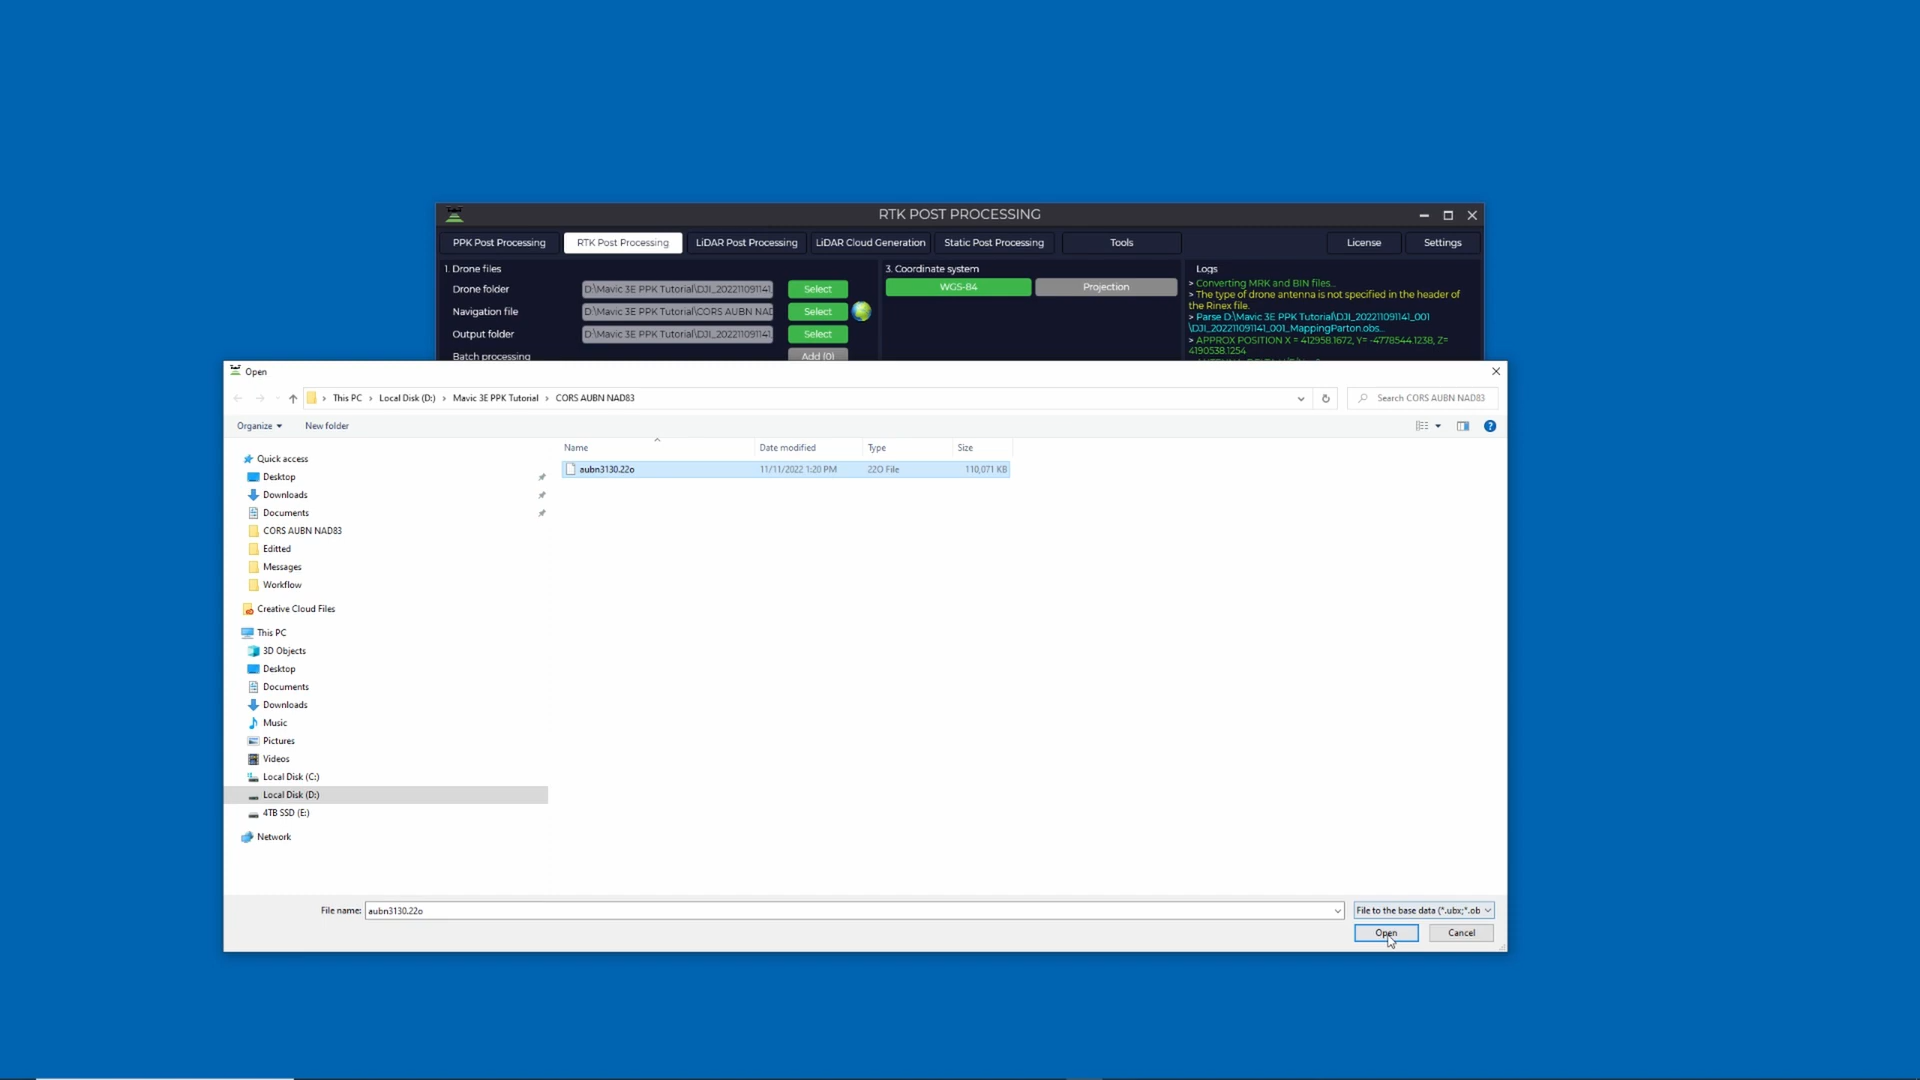 RTK POST PROCESSING
PPK Post Processing
RTK Post Processing
LiDAR Post Processing
LiDAR Cloud Generation
Static Post Processing
Tools
License
Settings
1. Drone files
3. Coordinate system
Logs
Drone folder
D:\Mavic 3E PPK Tutorial\DJI_202211091141
Select
WGS-84
Projection
Navigation file
D:\Mavic 3E PPK Tutorial\CORS AUBN NAD
Select
Output folder
D:\Mavic 3E PPK Tutorial\DJI_202211091141
Select
Batch processing
Add (0)
> Converting MRK and BIN files...
> The type of drone antenna is not specified in the header of
the Rinex file.
> Parse D:\Mavic 3E PPK Tutorial\DJI_202211091141_001
\DJI_202211091141_001_MappingParton.obs...
> APPROX POSITION X = 412958.1672, Y= -4778544.1238, Z=
4190538.1254
Open
This PC > Local Disk (D:) > Mavic 3E PPK Tutorial > CORS AUBN NAD83
Search CORS AUBN NAD83
Organize
New folder
Name
Date modified
Type
Size
aubn3130.22o
11/11/2022 1:20 PM
22O File
110,071 KB
Quick access
Desktop
Downloads
Documents
CORS AUBN NAD83
Editted
Messages
Workflow
Creative Cloud Files
This PC
3D Objects
Desktop
Documents
Downloads
Music
Pictures
Videos
Local Disk (C:)
Local Disk (D:)
4TB SSD (E:)
Network
File name:
aubn3130.22o
File to the base data (*.ubx;*.ob
Open
Cancel